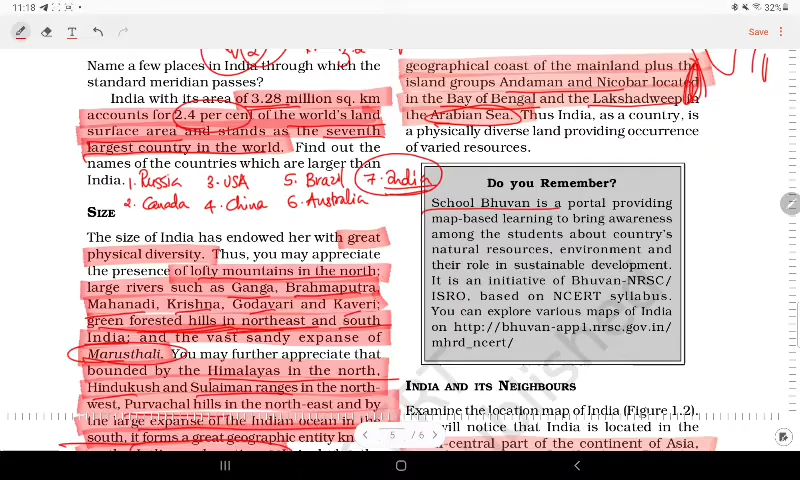 11:18
32%
Save
Name a few places in India through which the
standard meridian passes?
India with its area of 3.28 million sq. km
accounts for 2.4 per cent of the world's land
surface area and stands as the seventh
largest country in the world. Find out the
names of the countries which are larger than
India.
1. Russia 3. USA 5. Brazil 7. India
2. Canada 4. China 6. Australia
SIZE
The size of India has endowed her with great
physical diversity. Thus, you may appreciate
the presence of lofty mountains in the north;
large rivers such as Ganga, Brahmaputra,
Mahanadi, Krishna, Godavari and Kaveri;
green forested hills in northeast and south
India; and the vast sandy expanse of
Marusthali. You may further appreciate that
bounded by the Himalayas in the north,
Hindukush and Sulaiman ranges in the north-
west, Purvachal hills in the north-east and by
the large expanse of the Indian ocean in the
south, it forms a great geographic entity
geographical coast of the mainland plus the
island groups Andaman and Nicobar located
in the Bay of Bengal and the Lakshadweep in
the Arabian Sea. Thus India, as a country, is
a physically diverse land providing occurrence
of varied resources.
Do you Remember?
School Bhuvan is a portal providing
map-based learning to bring awareness
among the students about country's
natural resources, environment and
their role in sustainable development.
It is an initiative of Bhuvan-NRSC/
ISRO, based on NCERT syllabus.
You can explore various maps of India
on http://bhuvan-app1.nrsc.gov.in/
mhrd_ncert/
INDIA AND ITS NEIGHBOURS
Examine the location map of India (Figure 1.2).
will notice that India is located in the
central part of the continent of Asia,
5 / 6